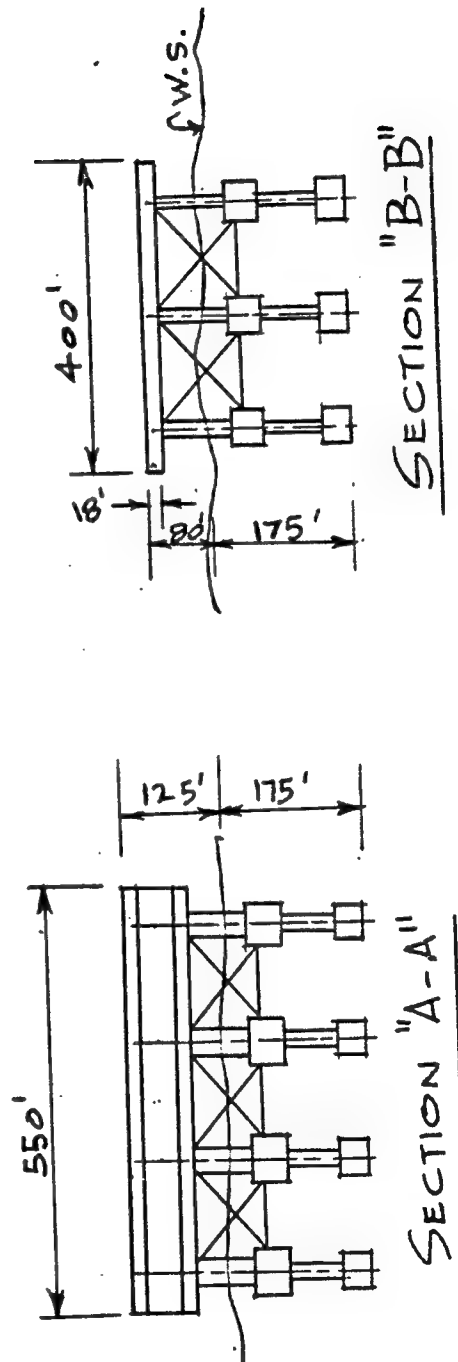 550'
125'
175'
SECTION "A-A"
400'
18'
80'
175'
W.S.
SECTION "B-B"